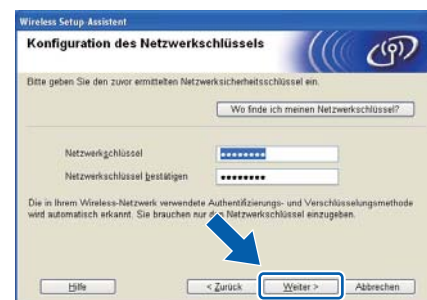 Wireless Setup-Assistent
Konfiguration des Netzwerkschlüssels
Bitte geben Sie den zuvor ermittelten Netzwerksicherheitsschlüssel ein.
Wo finde ich meinen Netzwerkschlüssel?
Netzwerkschlüssel
Netzwerkschlüssel bestätigen
Die in Ihrem Wireless-Netzwerk verwendete Authentifizierungs- und Verschlüsselungsmethode
wird automatisch erkannt. Sie brauchen nur den Netzwerkschlüssel einzugeben.
Hilfe
< Zurück
Weiter >
Abbrechen